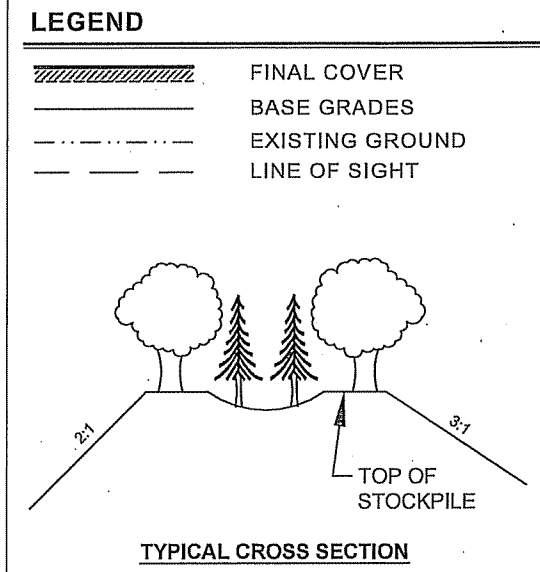 LEGEND
FINAL COVER
BASE GRADES
EXISTING GROUND
LINE OF SIGHT
2:1
3:1
TOP OF
STOCKPILE
TYPICAL CROSS SECTION